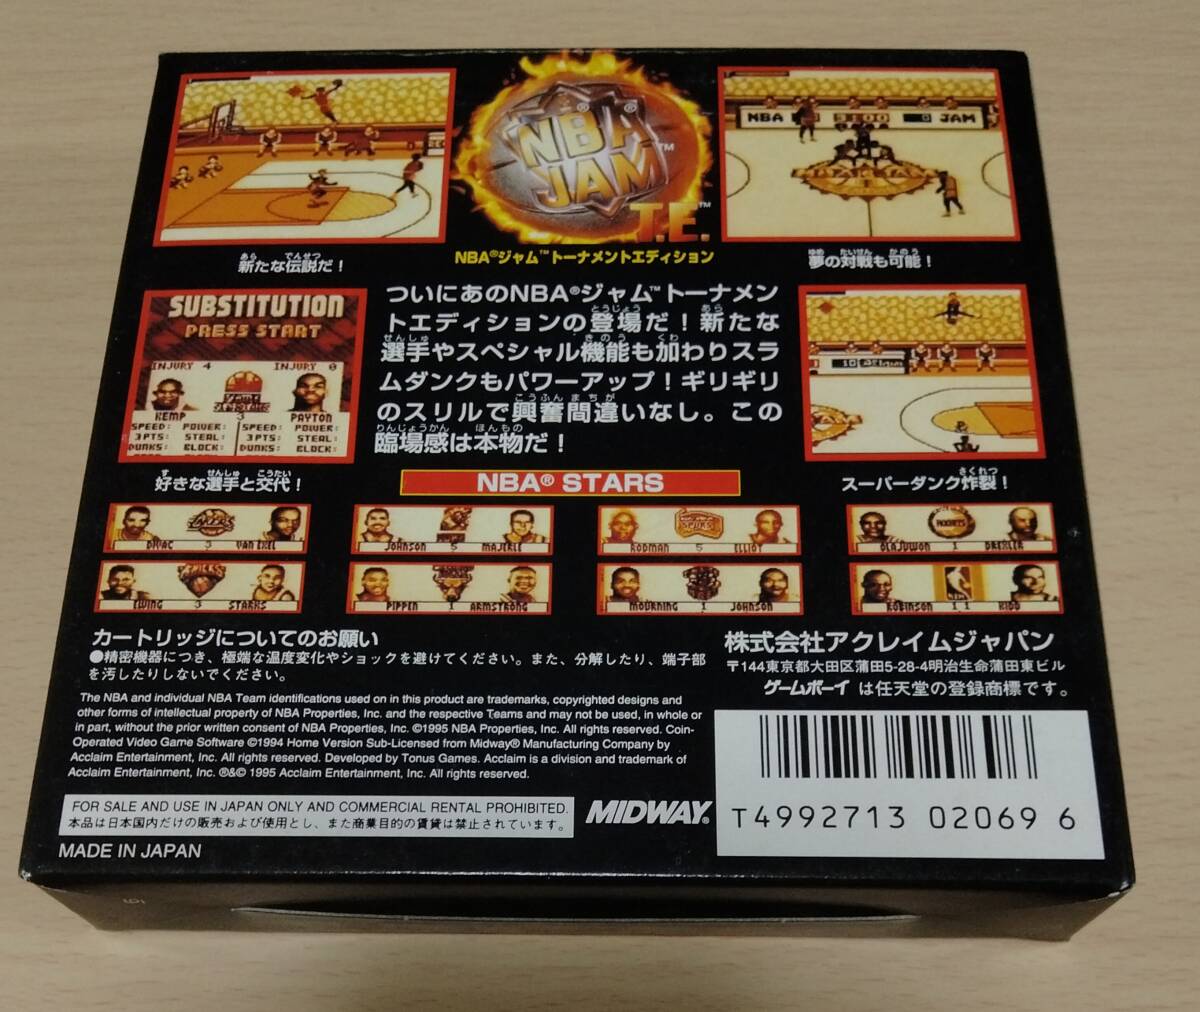 NBA JAM
NBA® JAM™ T.E.™
NBA®ジャム™トーナメントエディション
新たな伝説だ！
夢の対戦も可能！
SUBSTITUTION
PRESS START
INJURY 4 INJURY 0
KEMP 3 PAYTON
SPEED: POWER: SPEED: POWER:
3 PTS: STEAL: 3 PTS: STEAL:
DUNKS: BLOCK: DUNKS: BLOCK:
ついにあのNBA®ジャム™トーナメン
トエディションの登場だ！新たな
選手やスペシャル機能も加わりスラ
ムダンクもパワーアップ！ギリギリ
のスリルで興奮間違いなし。この
臨場感は本物だ！
好きな選手と交代！
スーパーダンク炸裂！
NBA® STARS
DIVAC 3 VAN EXEL
JOHNSON 5 MAJERLE
RODMAN 5 ELLIOT
OLAJUWON 1 DREXLER
EWING 3 STARKS
PIPPEN 1 ARMSTRONG
MOURNING 1 JOHNSON
ROBINSON 1 1 KIDD
カートリッジについてのお願い
●精密機器につき、極端な温度変化やショックを避けてください。また、分解したり、端子部
を汚したりしないでください。
株式会社アクレイムジャパン
〒144東京都大田区蒲田5-28-4明治生命蒲田東ビル
ゲームボーイ は任天堂の登録商標です。
The NBA and individual NBA Team identifications used on in this product are trademarks, copyrighted designs and
other forms of intellectual property of NBA Properties, Inc. and the respective Teams and may not be used, in whole or
in part, without the prior written consent of NBA Properties, Inc. ©1995 NBA Properties, Inc. All rights reserved. Coin-
Operated Video Game Software ©1994 Home Version Sub-Licensed from Midway® Manufacturing Company by
Acclaim Entertainment, Inc. All rights reserved. Developed by Tonus Games. Acclaim is a division and trademark of
Acclaim Entertainment, Inc. ®&© 1995 Acclaim Entertainment, Inc. All rights reserved.
FOR SALE AND USE IN JAPAN ONLY AND COMMERCIAL RENTAL PROHIBITED.
本品は日本国内だけの販売および使用とし、また商業目的の賃貸は禁止されています。
MIDWAY®
T4992713 02069 6
MADE IN JAPAN